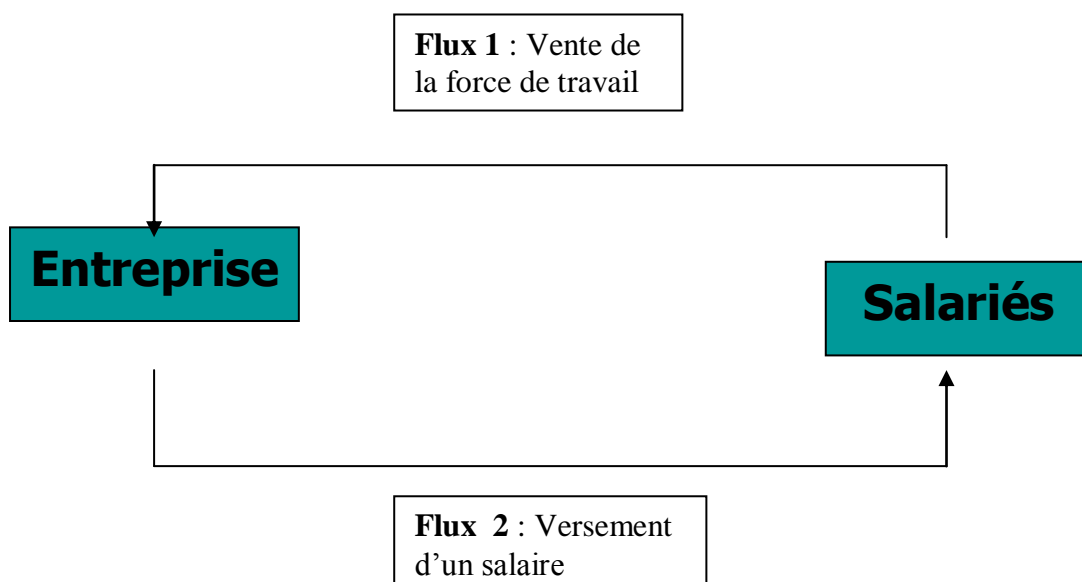 Flux 1 : Vente de
la force de travail
Entreprise
Salariés
Flux 2 : Versement
d’un salaire